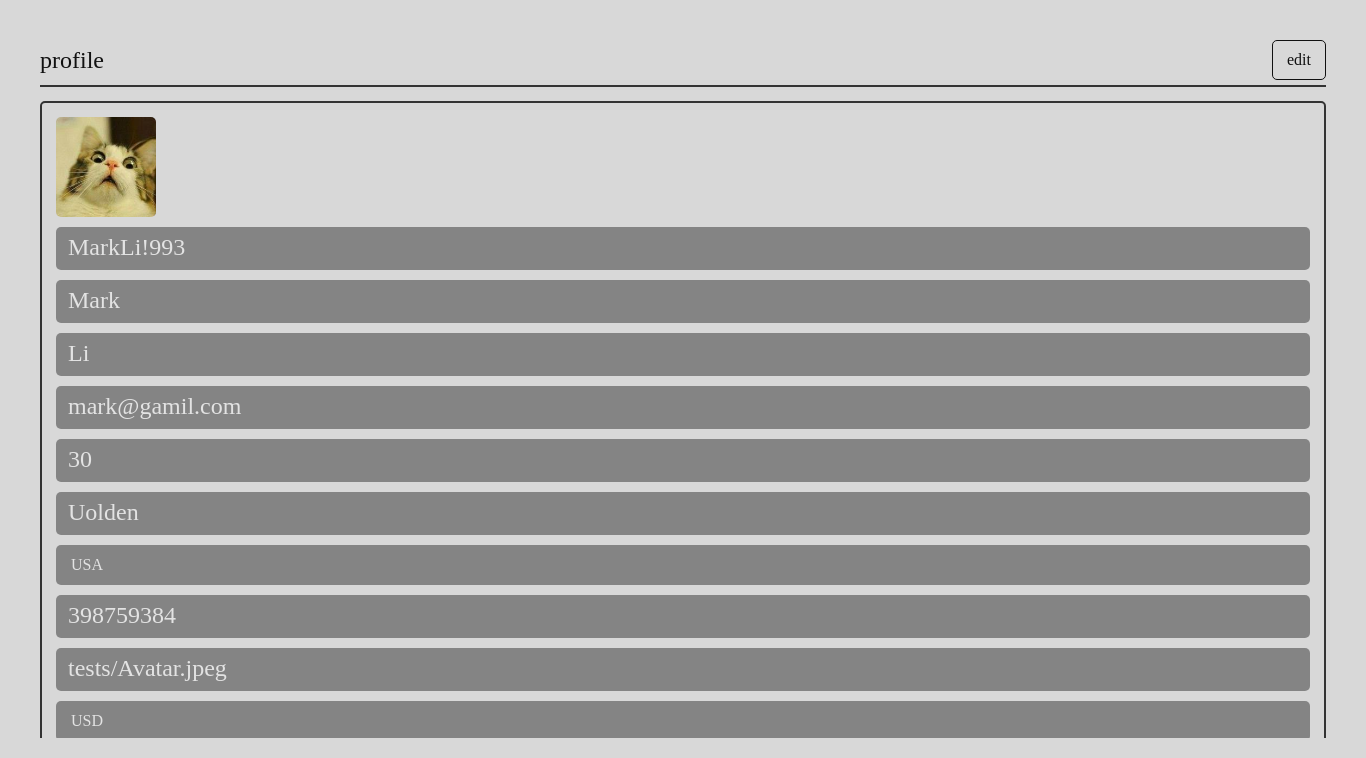 profile
edit
MarkLi!993
Mark
Li
mark@gamil.com
30
Uolden
USA
398759384
tests/Avatar.jpeg
USD